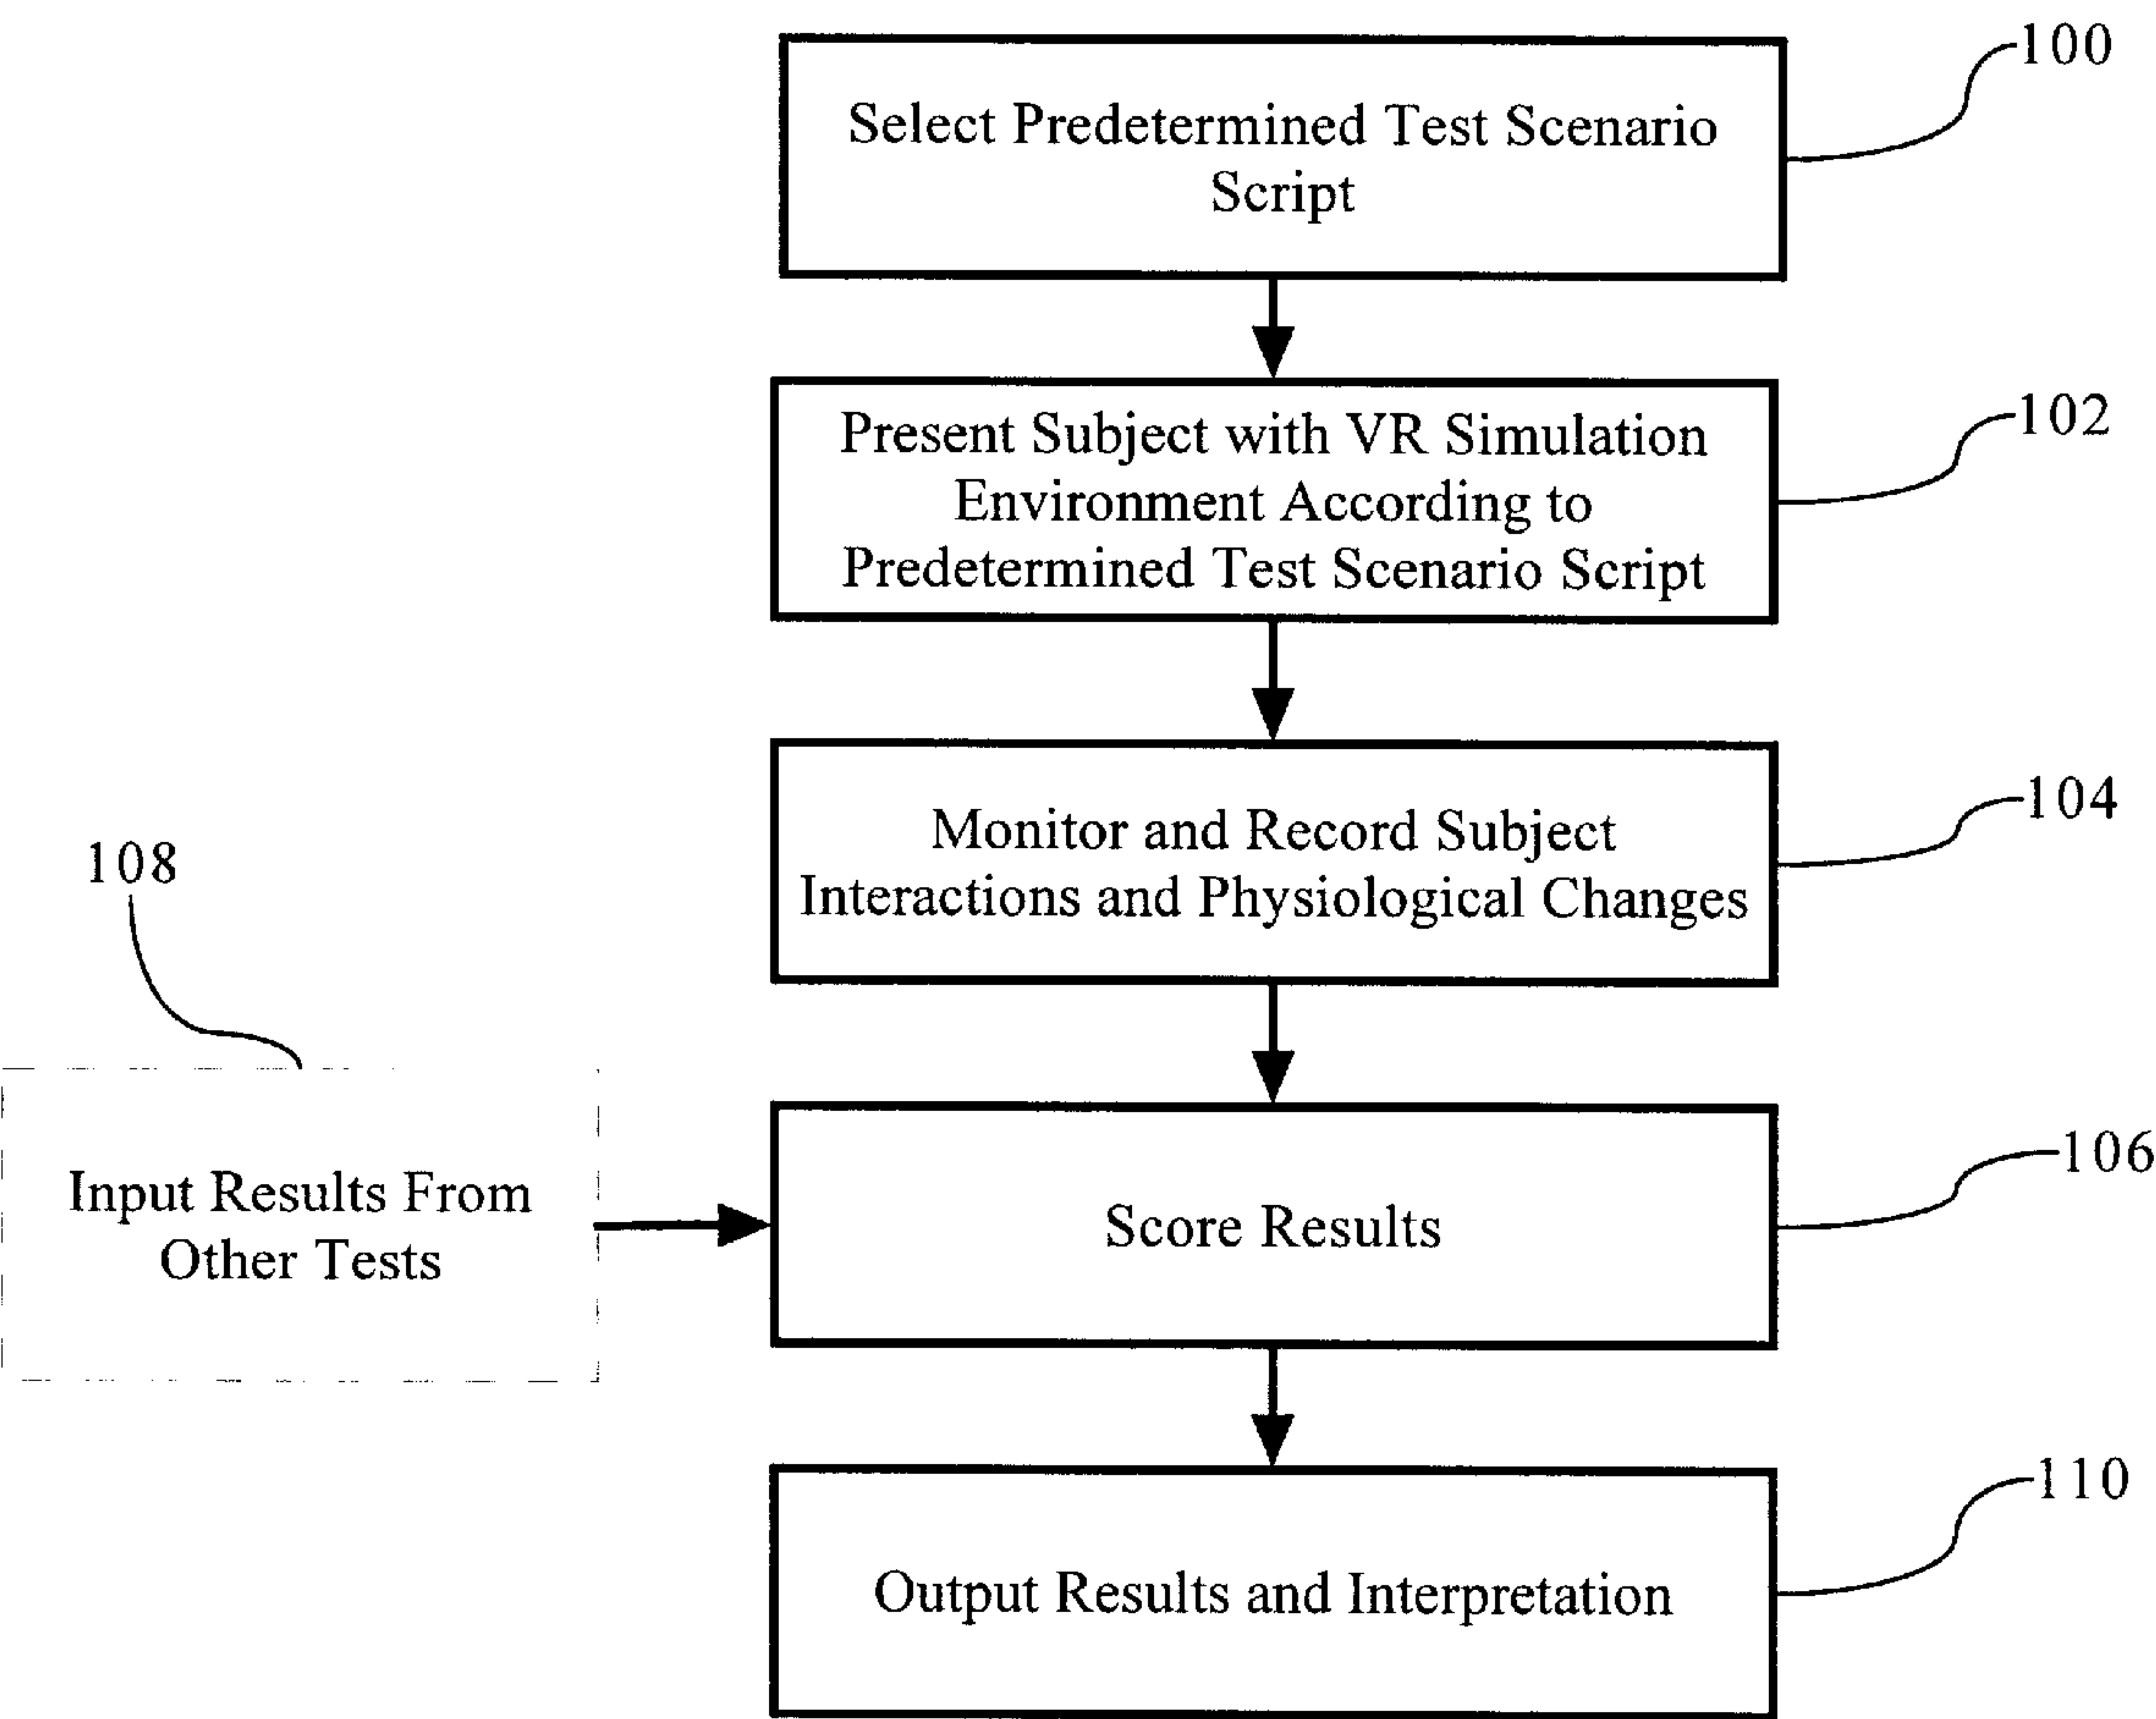 100
Select Predetermined Test Scenario
Script
102
Present Subject with VR Simulation
Environment According to
Predetermined Test Scenario Script
104
Monitor and Record Subject
Interactions and Physiological Changes
108
Input Results From
Other Tests
106
Score Results
110
Output Results and Interpretation